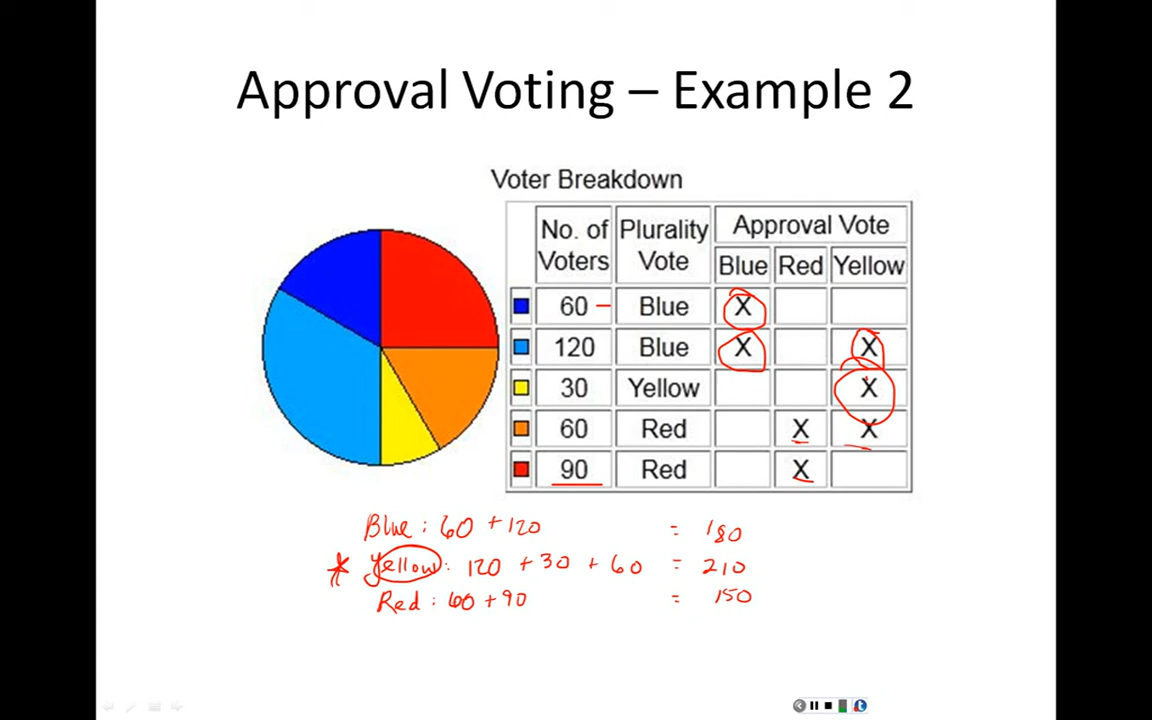 Approval Voting – Example 2
Voter Breakdown
No. of Voters Plurality Vote Approval Vote
Blue Red Yellow
60 Blue X
120 Blue X X
30 Yellow X
60 Red X X
90 Red X
Blue : 60 + 120 = 180
* Yellow : 120 + 30 + 60 = 210
Red : 60 + 90 = 150